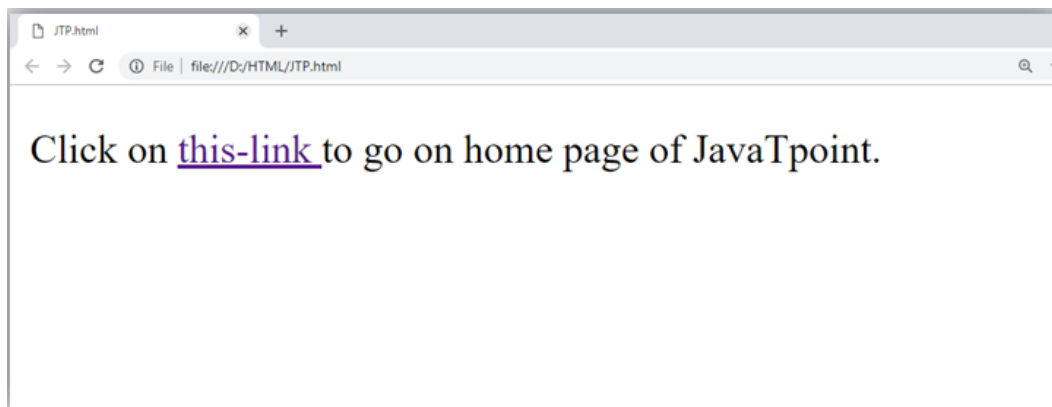 JTP.html
File | file:///D:/HTML/JTP.html
Click on this-link to go on home page of JavaTpoint.